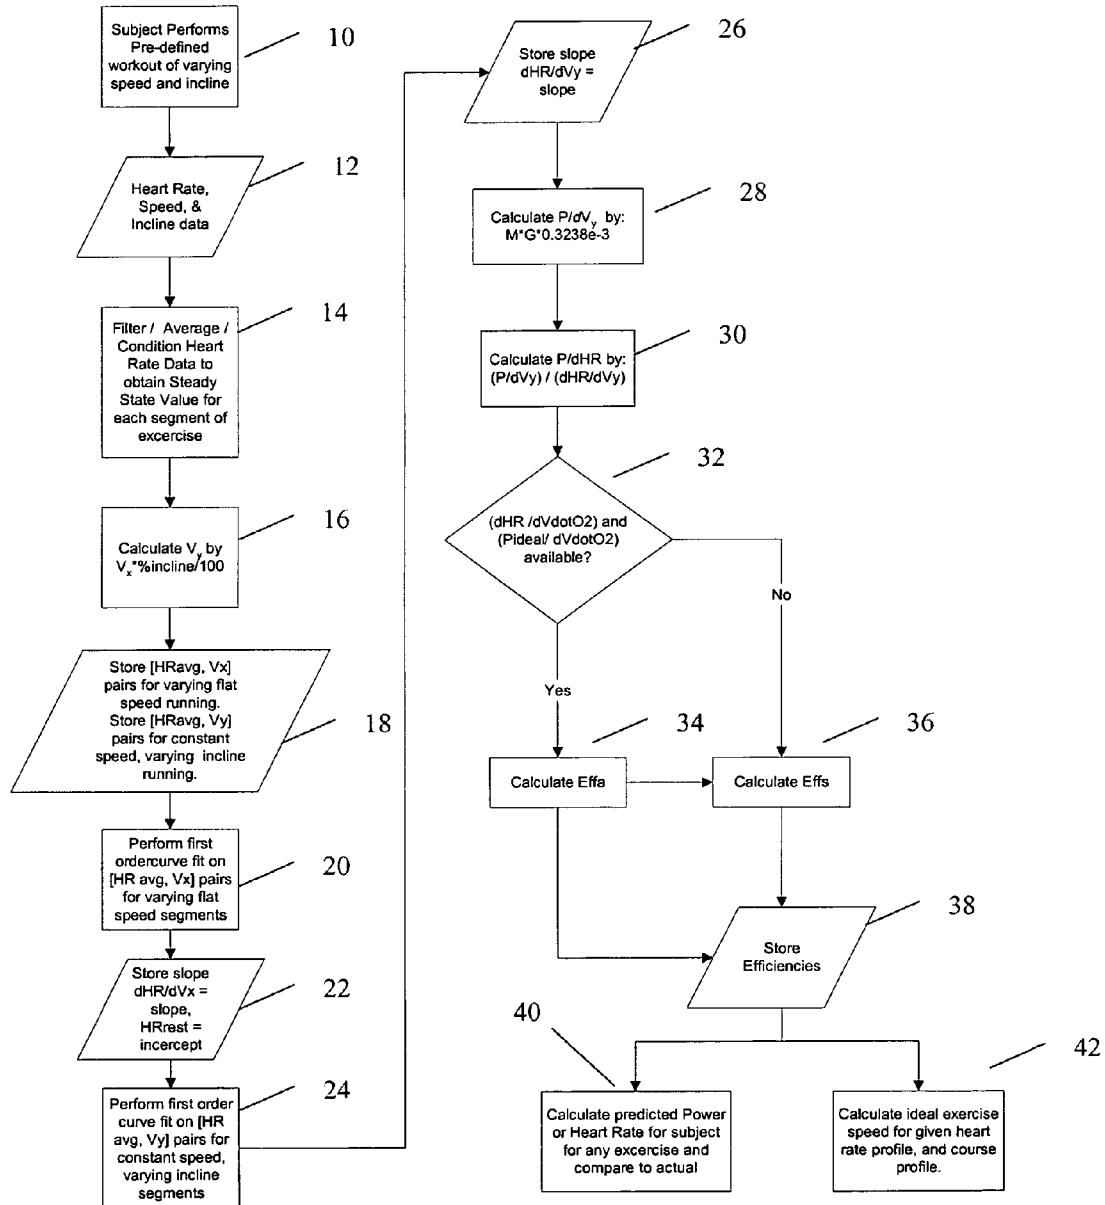 Subject Performs
Pre-defined
workout of varying
speed and incline
10
Heart Rate,
Speed, &
Incline data
12
Filter / Average /
Condition Heart
Rate Data to
obtain Steady
State Value for
each segment of
excercise
14
Calculate Vy by
Vx*%incline/100
16
Store [HRavg, Vx]
pairs for varying flat
speed running.
Store [HRavg, Vy]
pairs for constant
speed, varying incline
running.
18
Perform first
ordercurve fit on
[HR avg, Vx] pairs
for varying flat
speed segments
20
Store slope
dHR/dVx =
slope,
HRrest =
incercept
22
Perform first order
curve fit on [HR
avg, Vy] pairs for
constant speed,
varying incline
segments
24
Store slope
dHR/dVy =
slope
26
Calculate P/dVy by:
M*G*0.3238e-3
28
Calculate P/dHR by:
(P/dVy) / (dHR/dVy)
30
(dHR /dVdotO2) and
(Pideal/ dVdotO2)
available?
32
No
Yes
34
Calculate Effa
36
Calculate Effs
Store
Efficiencies
38
40
Calculate predicted Power
or Heart Rate for subject
for any excercise and
compare to actual
42
Calculate ideal exercise
speed for given heart
rate profile, and course
profile.